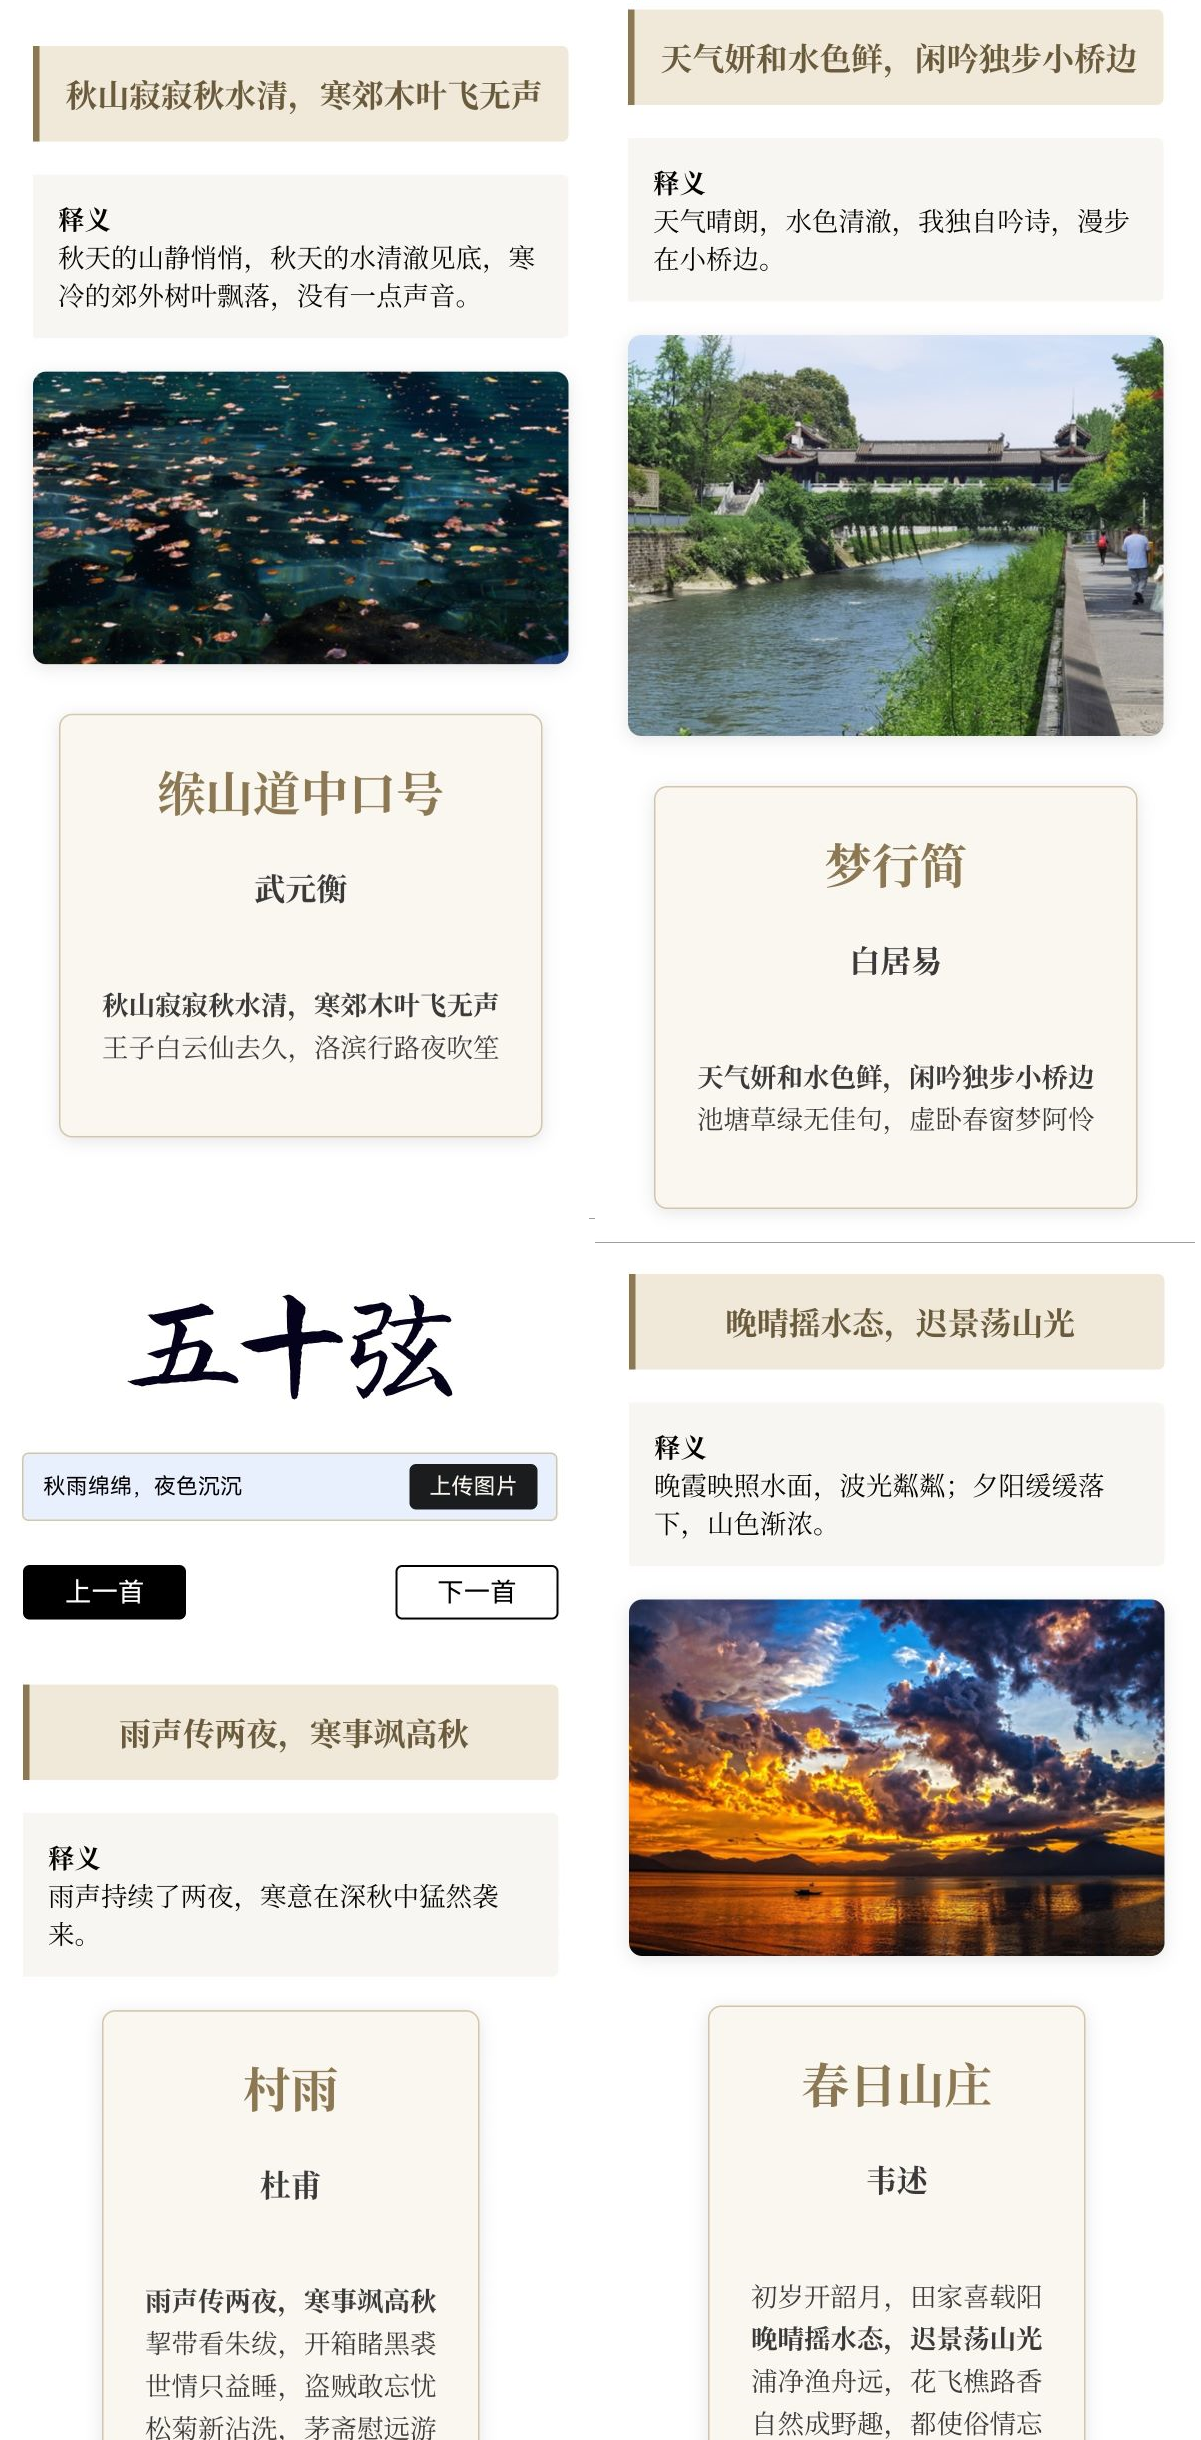 秋山寂寂秋水清，寒郊木叶飞无声
释义
秋天的山静悄悄，秋天的水清澈见底，寒
冷的郊外树叶飘落，没有一点声音。
缑山道中口号
武元衡
秋山寂寂秋水清，寒郊木叶飞无声
王子白云仙去久，洛滨行路夜吹笙
天气妍和水色鲜，闲吟独步小桥边
释义
天气晴朗，水色清澈，我独自吟诗，漫步
在小桥边。
梦行简
白居易
天气妍和水色鲜，闲吟独步小桥边
池塘草绿无佳句，虚卧春窗梦阿怜
五十弦
秋雨绵绵，夜色沉沉
上传图片
上一首
下一首
雨声传两夜，寒事飒高秋
释义
雨声持续了两夜，寒意在深秋中猛然袭
来。
村雨
杜甫
雨声传两夜，寒事飒高秋
挈带看朱绂，开箱睹黑裘
世情只益睡，盗贼敢忘忧
松菊新沾洗，茅斋慰远游
晚晴摇水态，迟景荡山光
释义
晚霞映照水面，波光粼粼；夕阳缓缓落
下，山色渐浓。
春日山庄
韦述
初岁开韶月，田家喜载阳
晚晴摇水态，迟景荡山光
浦净渔舟远，花飞樵路香
自然成野趣，都使俗情忘